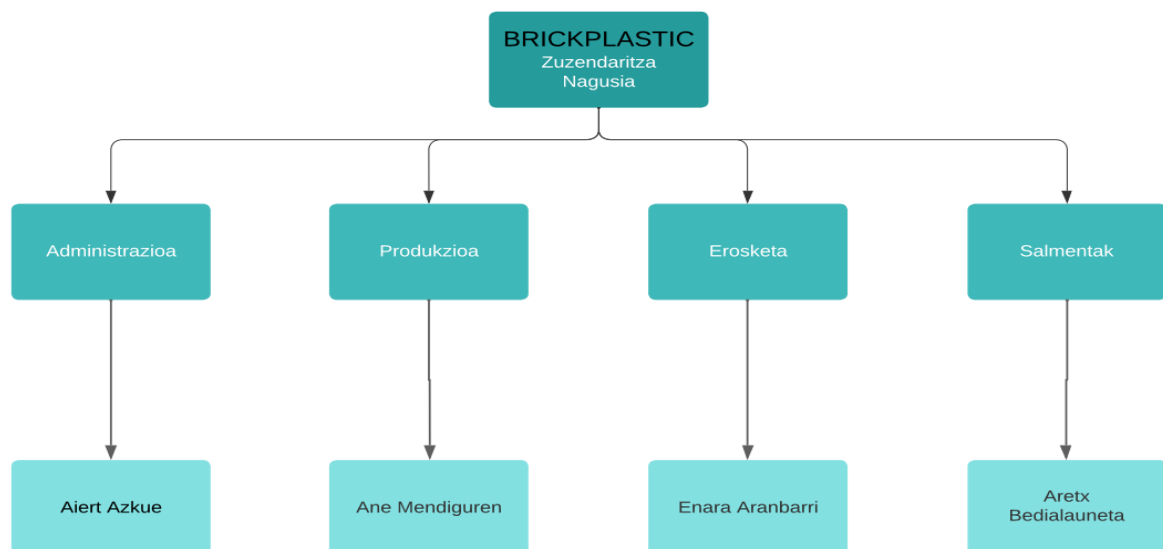 BRICKPLASTIC
Zuzendaritza
Nagusia
Administrazioa
Produkzioa
Erosketa
Salmentak
Aiert Azkue
Ane Mendiguren
Enara Aranbarri
Aretx
Bedialauneta